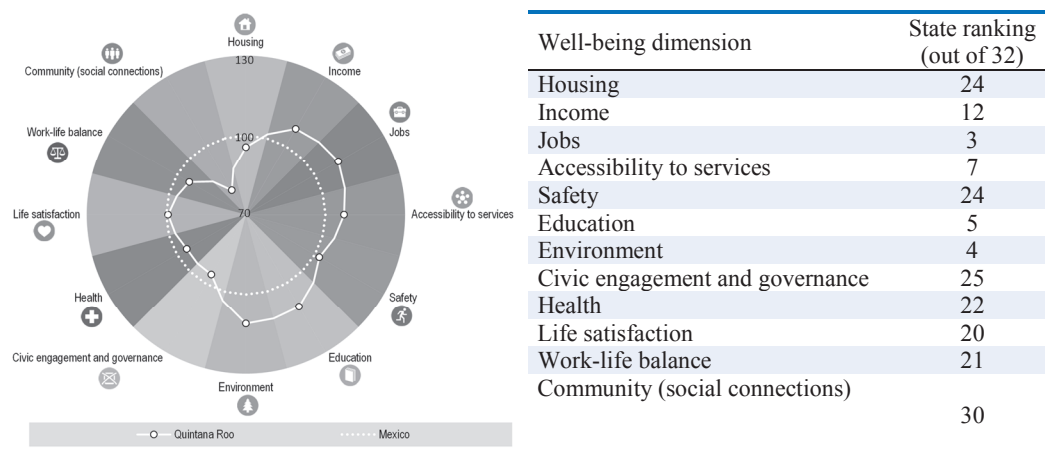 Housing
130
Community (social connections)
Income
Work-life balance
100
Jobs
Life satisfaction
70
Accessibility to services
Health
Safety
Civic engagement and governance
Education
Environment
Quintana Roo
Mexico
Well-being dimension State ranking (out of 32)
Housing 24
Income 12
Jobs 3
Accessibility to services 7
Safety 24
Education 5
Environment 4
Civic engagement and governance 25
Health 22
Life satisfaction 20
Work-life balance 21
Community (social connections)
30